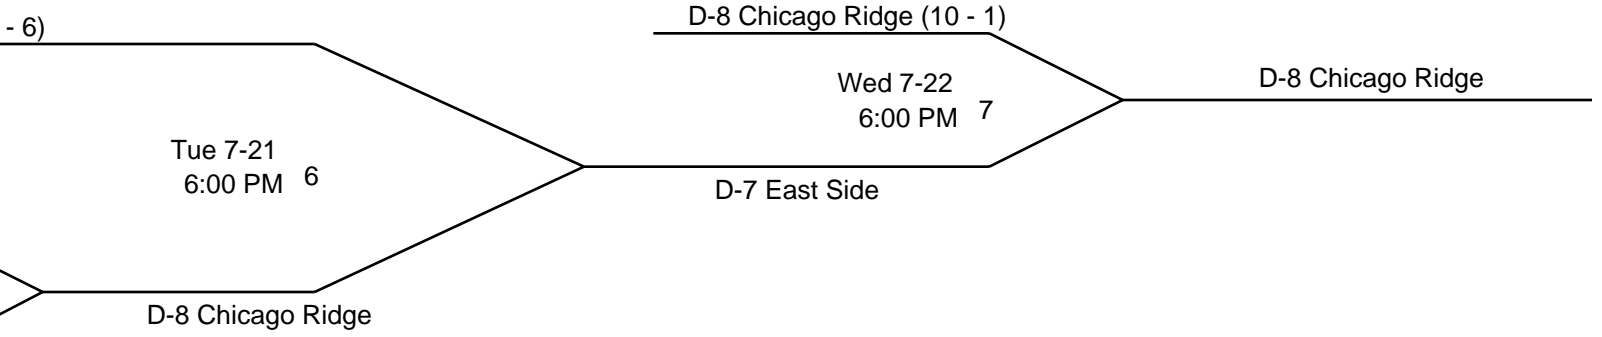 - 6)
D-8 Chicago Ridge (10 - 1)
Wed 7-22
6:00 PM 7
D-8 Chicago Ridge
Tue 7-21
6:00 PM 6
D-7 East Side
D-8 Chicago Ridge